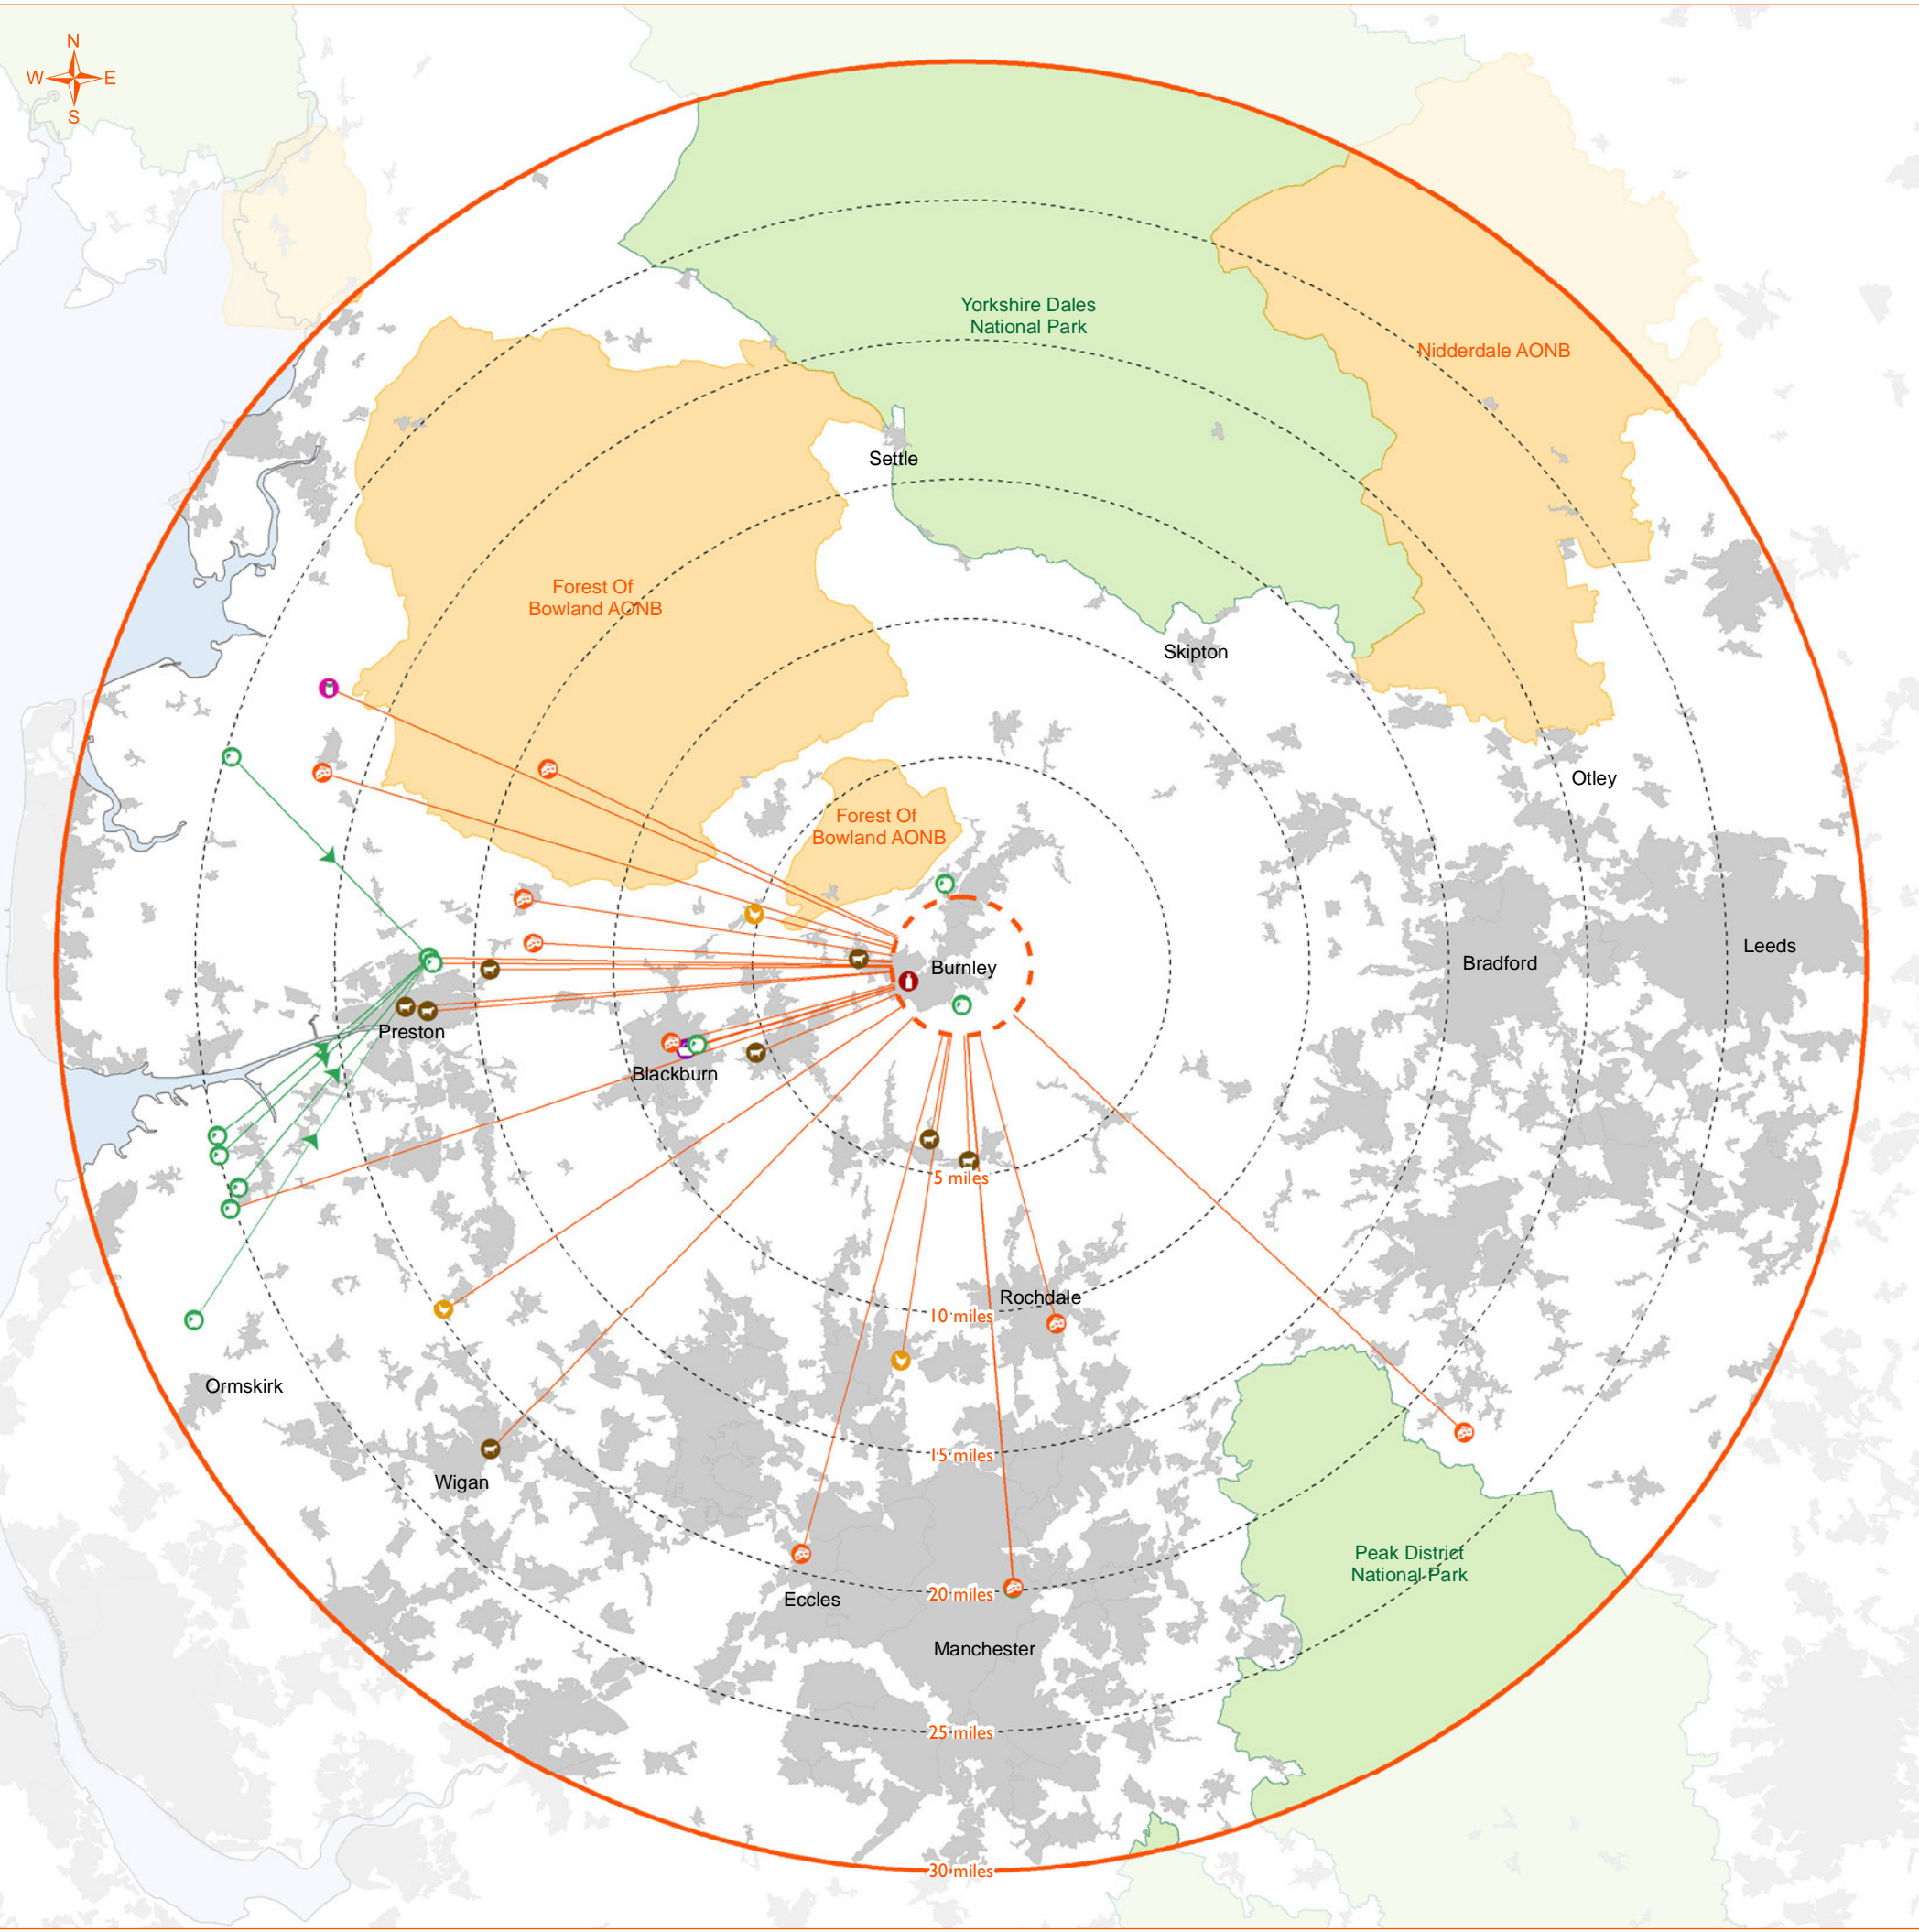 N
W E
S
Yorkshire Dales
National Park
Nidderdale AONB
Settle
Forest Of
Bowland AONB
Skipton
Otley
Forest Of
Bowland AONB
Leeds
Bradford
Burnley
Preston
Blackburn
5 miles
Rochdale
10 miles
Ormskirk
15 miles
Wigan
Peak District
National Park
20 miles
Eccles
Manchester
25 miles
30 miles